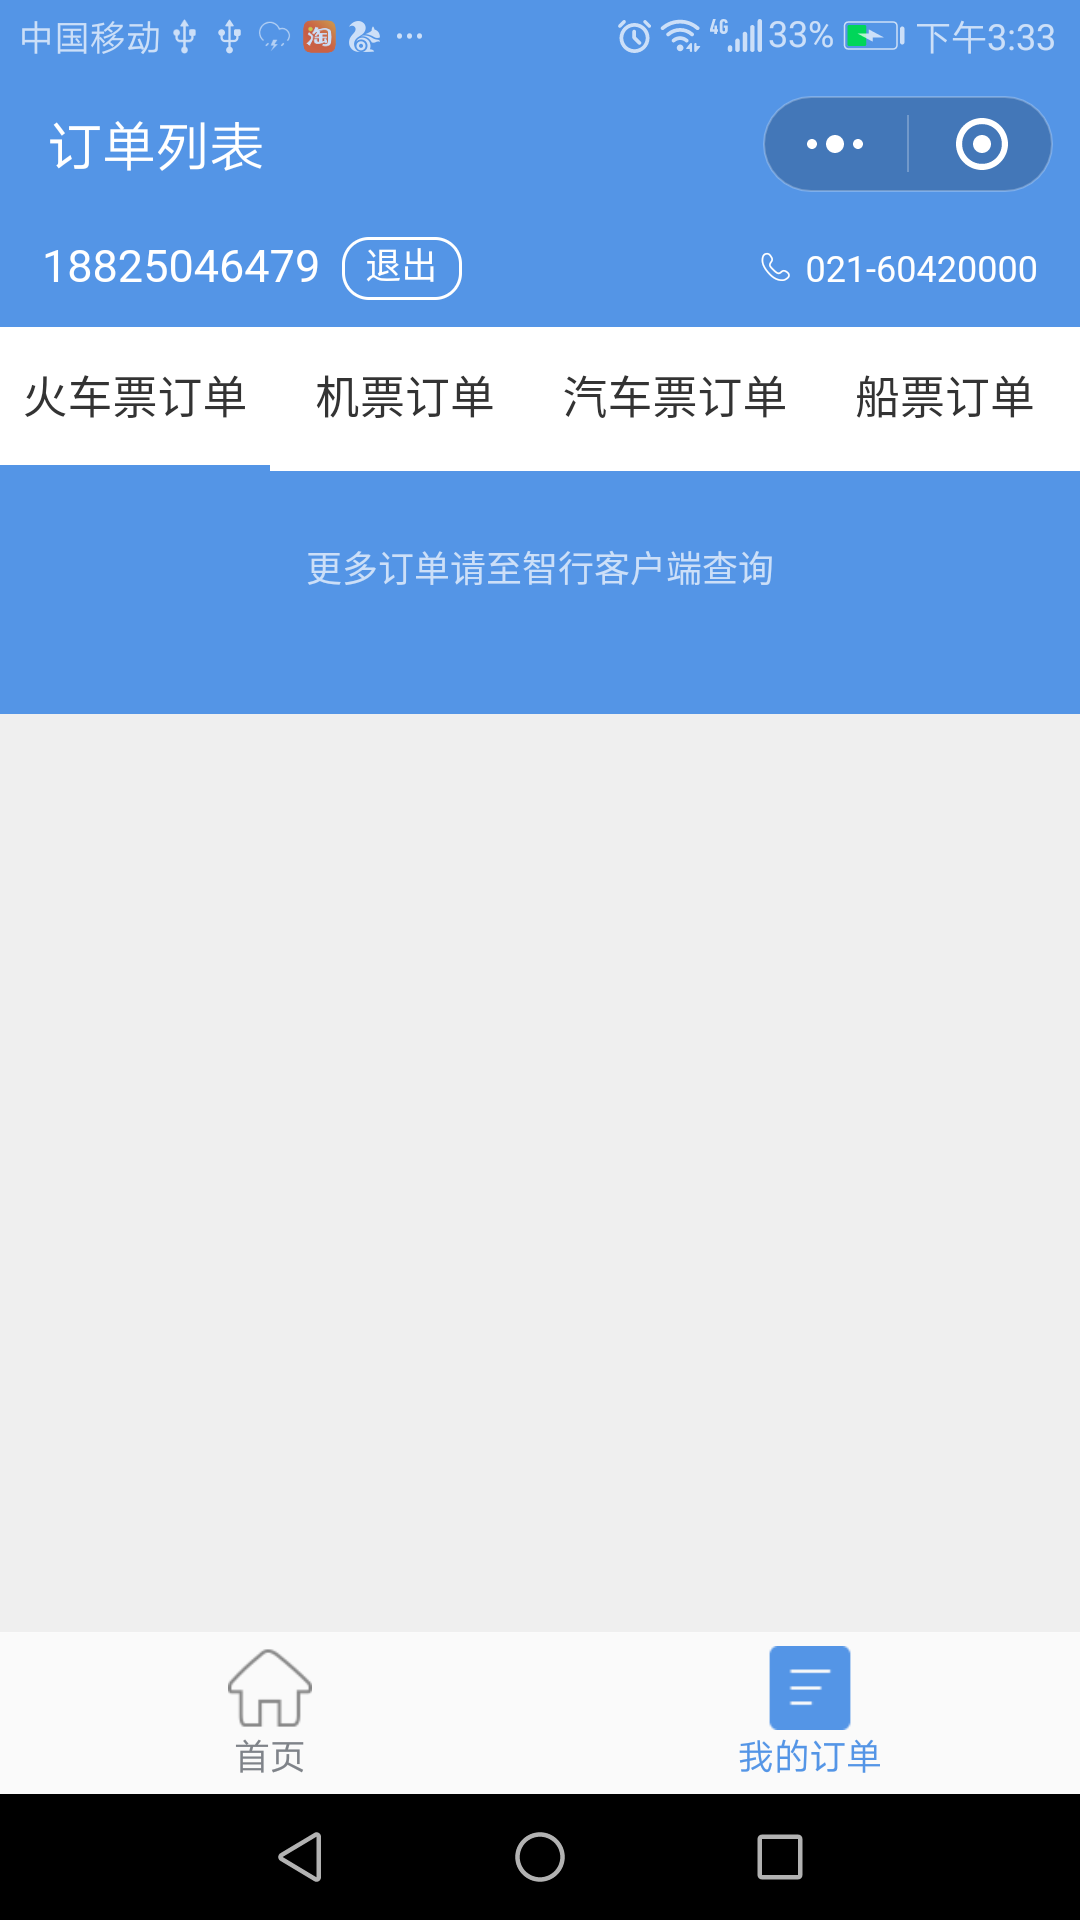 中国移动 淘 4G 33% 下午3:33
订单列表
18825046479 退出 021-60420000
火车票订单 机票订单 汽车票订单 船票订单
更多订单请至智行客户端查询
首页 我的订单